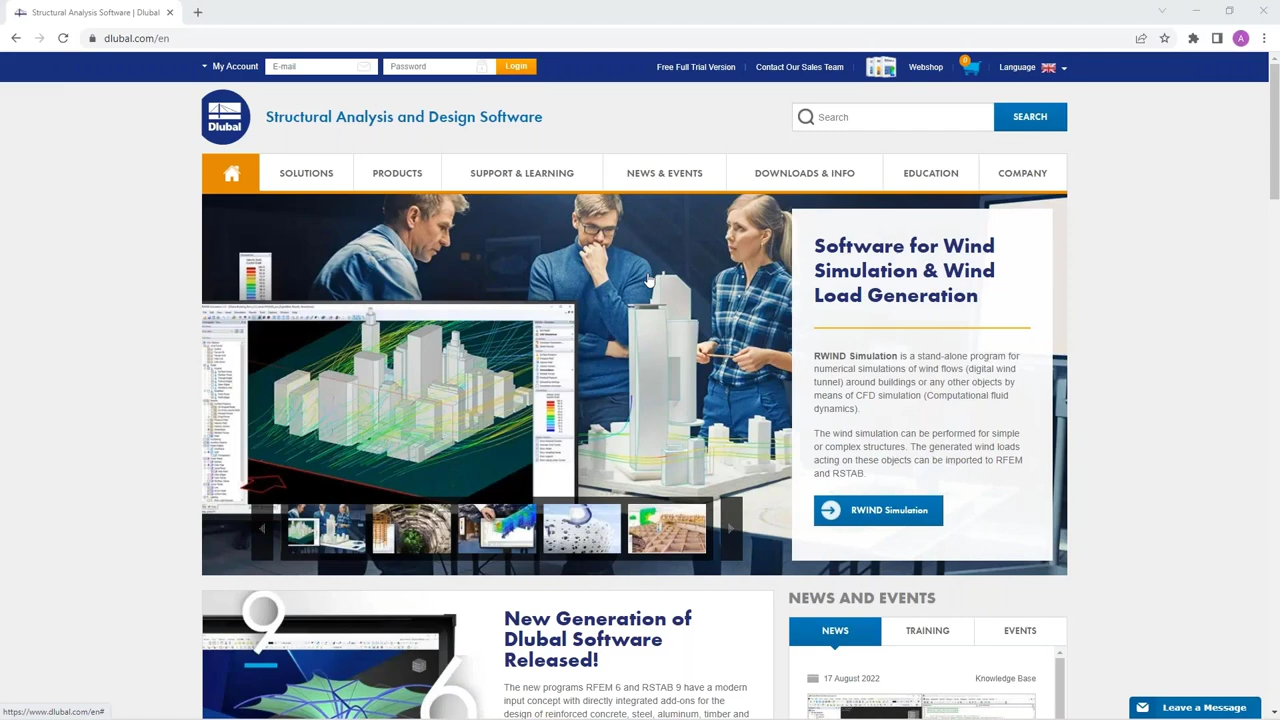 Structural Analysis Software | Dlubal
dlubal.com/en
My Account
E-mail
Password
Login
Free Full Trial Version
Contact Our Sales Team
Webshop
0
Language
Dlubal
Structural Analysis and Design Software
Search
SEARCH
SOLUTIONS
PRODUCTS
SUPPORT & LEARNING
NEWS & EVENTS
DOWNLOADS & INFO
EDUCATION
COMPANY
Software for Wind
Simulation & Wind
Load Generation
RWIND Simulation is a stand-alone program for
numerical simulations of wind flows (digital wind
tunnel) around buildings or any other objects by
means of CFD simulation (Computational fluid
dynamics).
The wind simulation can be performed for simple
or complex structures. The generated wind loads
acting on these objects can be imported to RFEM
and RSTAB.
RWIND Simulation
9
6
New Generation of
Dlubal Software
Released!
The new programs RFEM 6 and RSTAB 9 have a modern
input concept with directly integrated add-ons for the
design of reinforced concrete, steel, aluminum, timber and
NEWS AND EVENTS
NEWS
TRAINING
EVENTS
17 August 2022
Knowledge Base
https://www.dlubal.com/en#
Leave a Message
A